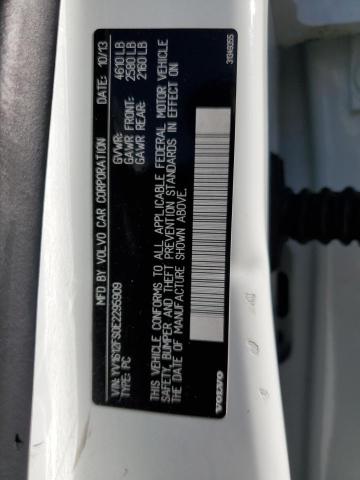 MFD BY VOLVO CAR CORPORATION DATE: 10/13
GVWR: 4610 LB
GAWR FRONT: 2580 LB
GAWR REAR: 2160 LB
THIS VEHICLE CONFORMS TO ALL APPLICABLE FEDERAL MOTOR VEHICLE
SAFETY, BUMPER AND THEFT PREVENTION STANDARDS IN EFFECT ON
THE DATE OF MANUFACTURE SHOWN ABOVE.
VIN: YV1612FS0E2295909
TYPE: PC
VOLVO
31349255